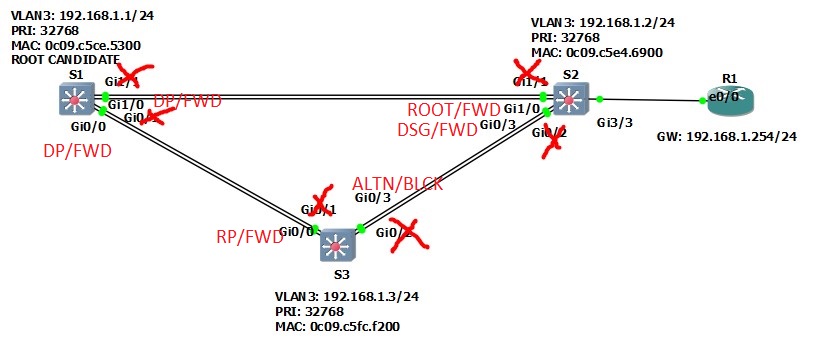 VLAN3: 192.168.1.1/24
PRI: 32768
MAC: 0c09.c5ce.5300
ROOT CANDIDATE
VLAN3: 192.168.1.2/24
PRI: 32768
MAC: 0c09.c5e4.6900
S1
Gi1/1
Gi1/1
S2
R1
DP/FWD
Gi1/0
Gi0/1
Gi0/0
ROOT/FWD
Gi1/0
e0/0
DSG/FWD
Gi0/3
Gi0/2
Gi3/3
GW: 192.168.1.254/24
DP/FWD
ALTN/BLCK
Gi0/3
Gi0/1
RP/FWD
Gi0/0
Gi0/2
S3
VLAN3: 192.168.1.3/24
PRI: 32768
MAC: 0c09.c5fc.f200